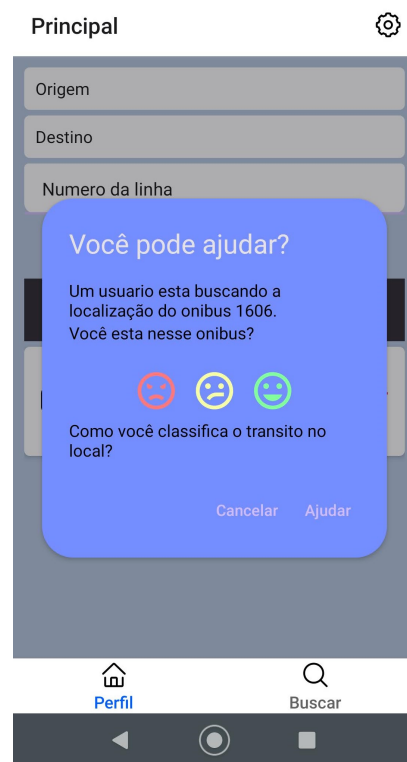 Principal
Origem
Destino
Numero da linha
Você pode ajudar?
Um usuario esta buscando a
localização do onibus 1606.
Você esta nesse onibus?
Como você classifica o transito no
local?
Cancelar Ajudar
Perfil Buscar